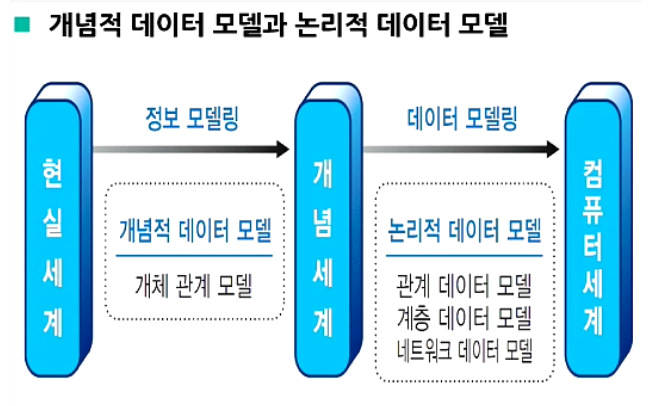 개념적 데이터 모델과 논리적 데이터 모델
현실세계
정보 모델링
개념적 데이터 모델
개체 관계 모델
개념세계
데이터 모델링
논리적 데이터 모델
관계 데이터 모델
계층 데이터 모델
네트워크 데이터 모델
컴퓨터세계